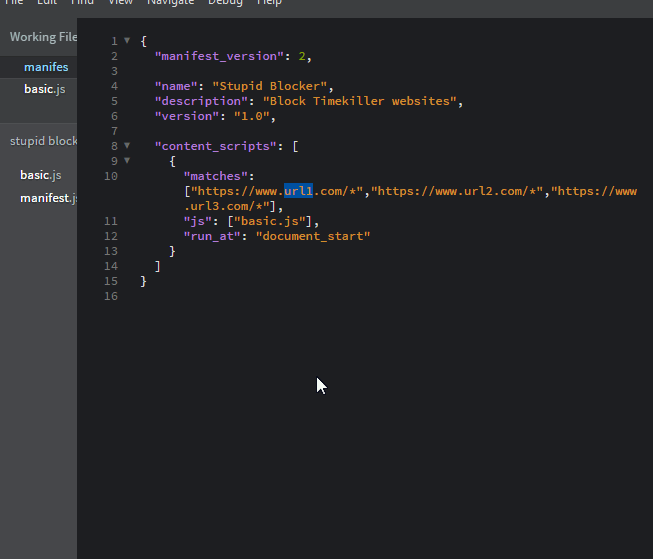 File Edit Find View Navigate Debug Help
Working File
manifes
basic.js
stupid block
basic.js
manifest.js
1 {
2 "manifest_version": 2,
3
4 "name": "Stupid Blocker",
5 "description": "Block Timekiller websites",
6 "version": "1.0",
7
8 "content_scripts": [
9 {
10 "matches":
["https://www.url1.com/*","https://www.url2.com/*","https://www
.url3.com/*"],
11 "js": ["basic.js"],
12 "run_at": "document_start"
13 }
14 ]
15 }
16